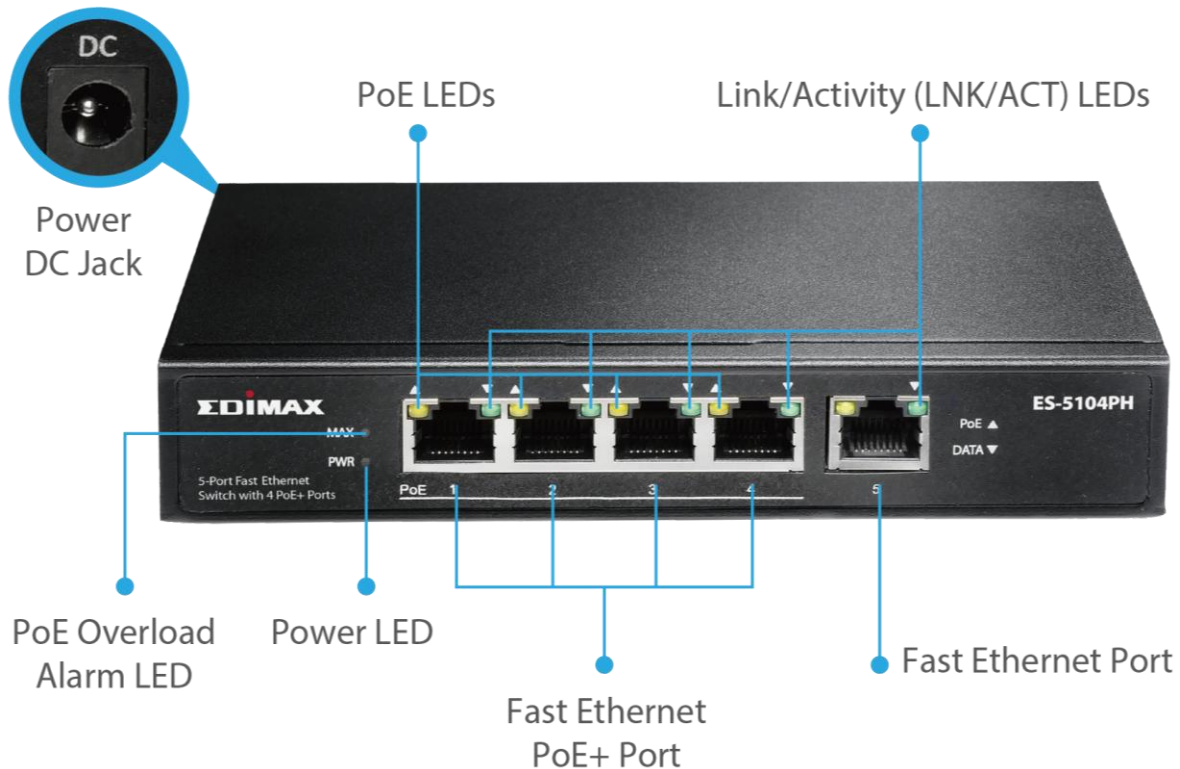 DC
PoE LEDs
Link/Activity (LNK/ACT) LEDs
Power
DC Jack
EDIMAX
MAX
PWR
5-Port Fast Ethernet
Switch with 4 PoE+ Ports
PoE 1 2 3 4 5
ES-5104PH
PoE ▲
DATA ▼
PoE Overload
Alarm LED
Power LED
Fast Ethernet
PoE+ Port
Fast Ethernet Port